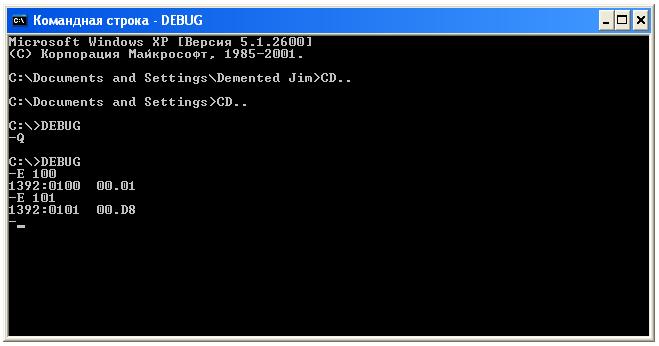 Командная строка - DEBUG
Microsoft Windows XP [Версия 5.1.2600]
(C) Корпорация Майкрософт, 1985-2001.
C:\Documents and Settings\Demented Jim>CD..
C:\Documents and Settings>CD..
C:\>DEBUG
-Q
C:\>DEBUG
-E 100
1392:0100  00.01
-E 101
1392:0101  00.D8
-_